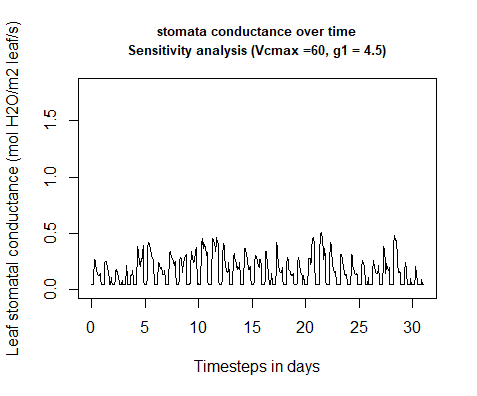 stomata conductance over time
Sensitivity analysis (Vcmax =60, g1 = 4.5)
Leaf stomatal conductance (mol H2O/m2 leaf/s)
1.5
1.0
0.5
0.0
0 5 10 15 20 25 30
Timesteps in days